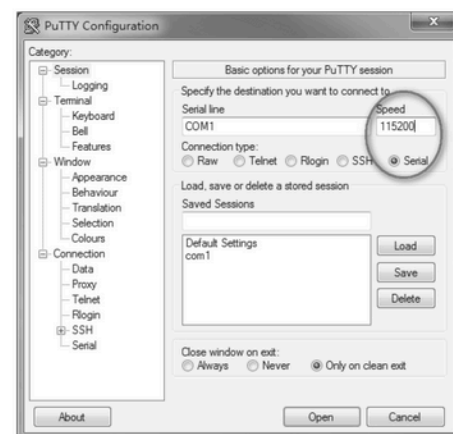 PuTTY Configuration
Category:
Session
Logging
Terminal
Keyboard
Bell
Features
Window
Appearance
Behaviour
Translation
Selection
Colours
Connection
Data
Proxy
Telnet
Rlogin
SSH
Serial
Basic options for your PuTTY session
Specify the destination you want to connect to
Serial line Speed
COM1 115200
Connection type:
Raw Telnet Rlogin SSH Serial
Load, save or delete a stored session
Saved Sessions
Default Settings
com1
Load
Save
Delete
Close window on exit:
Always Never Only on clean exit
About Open Cancel